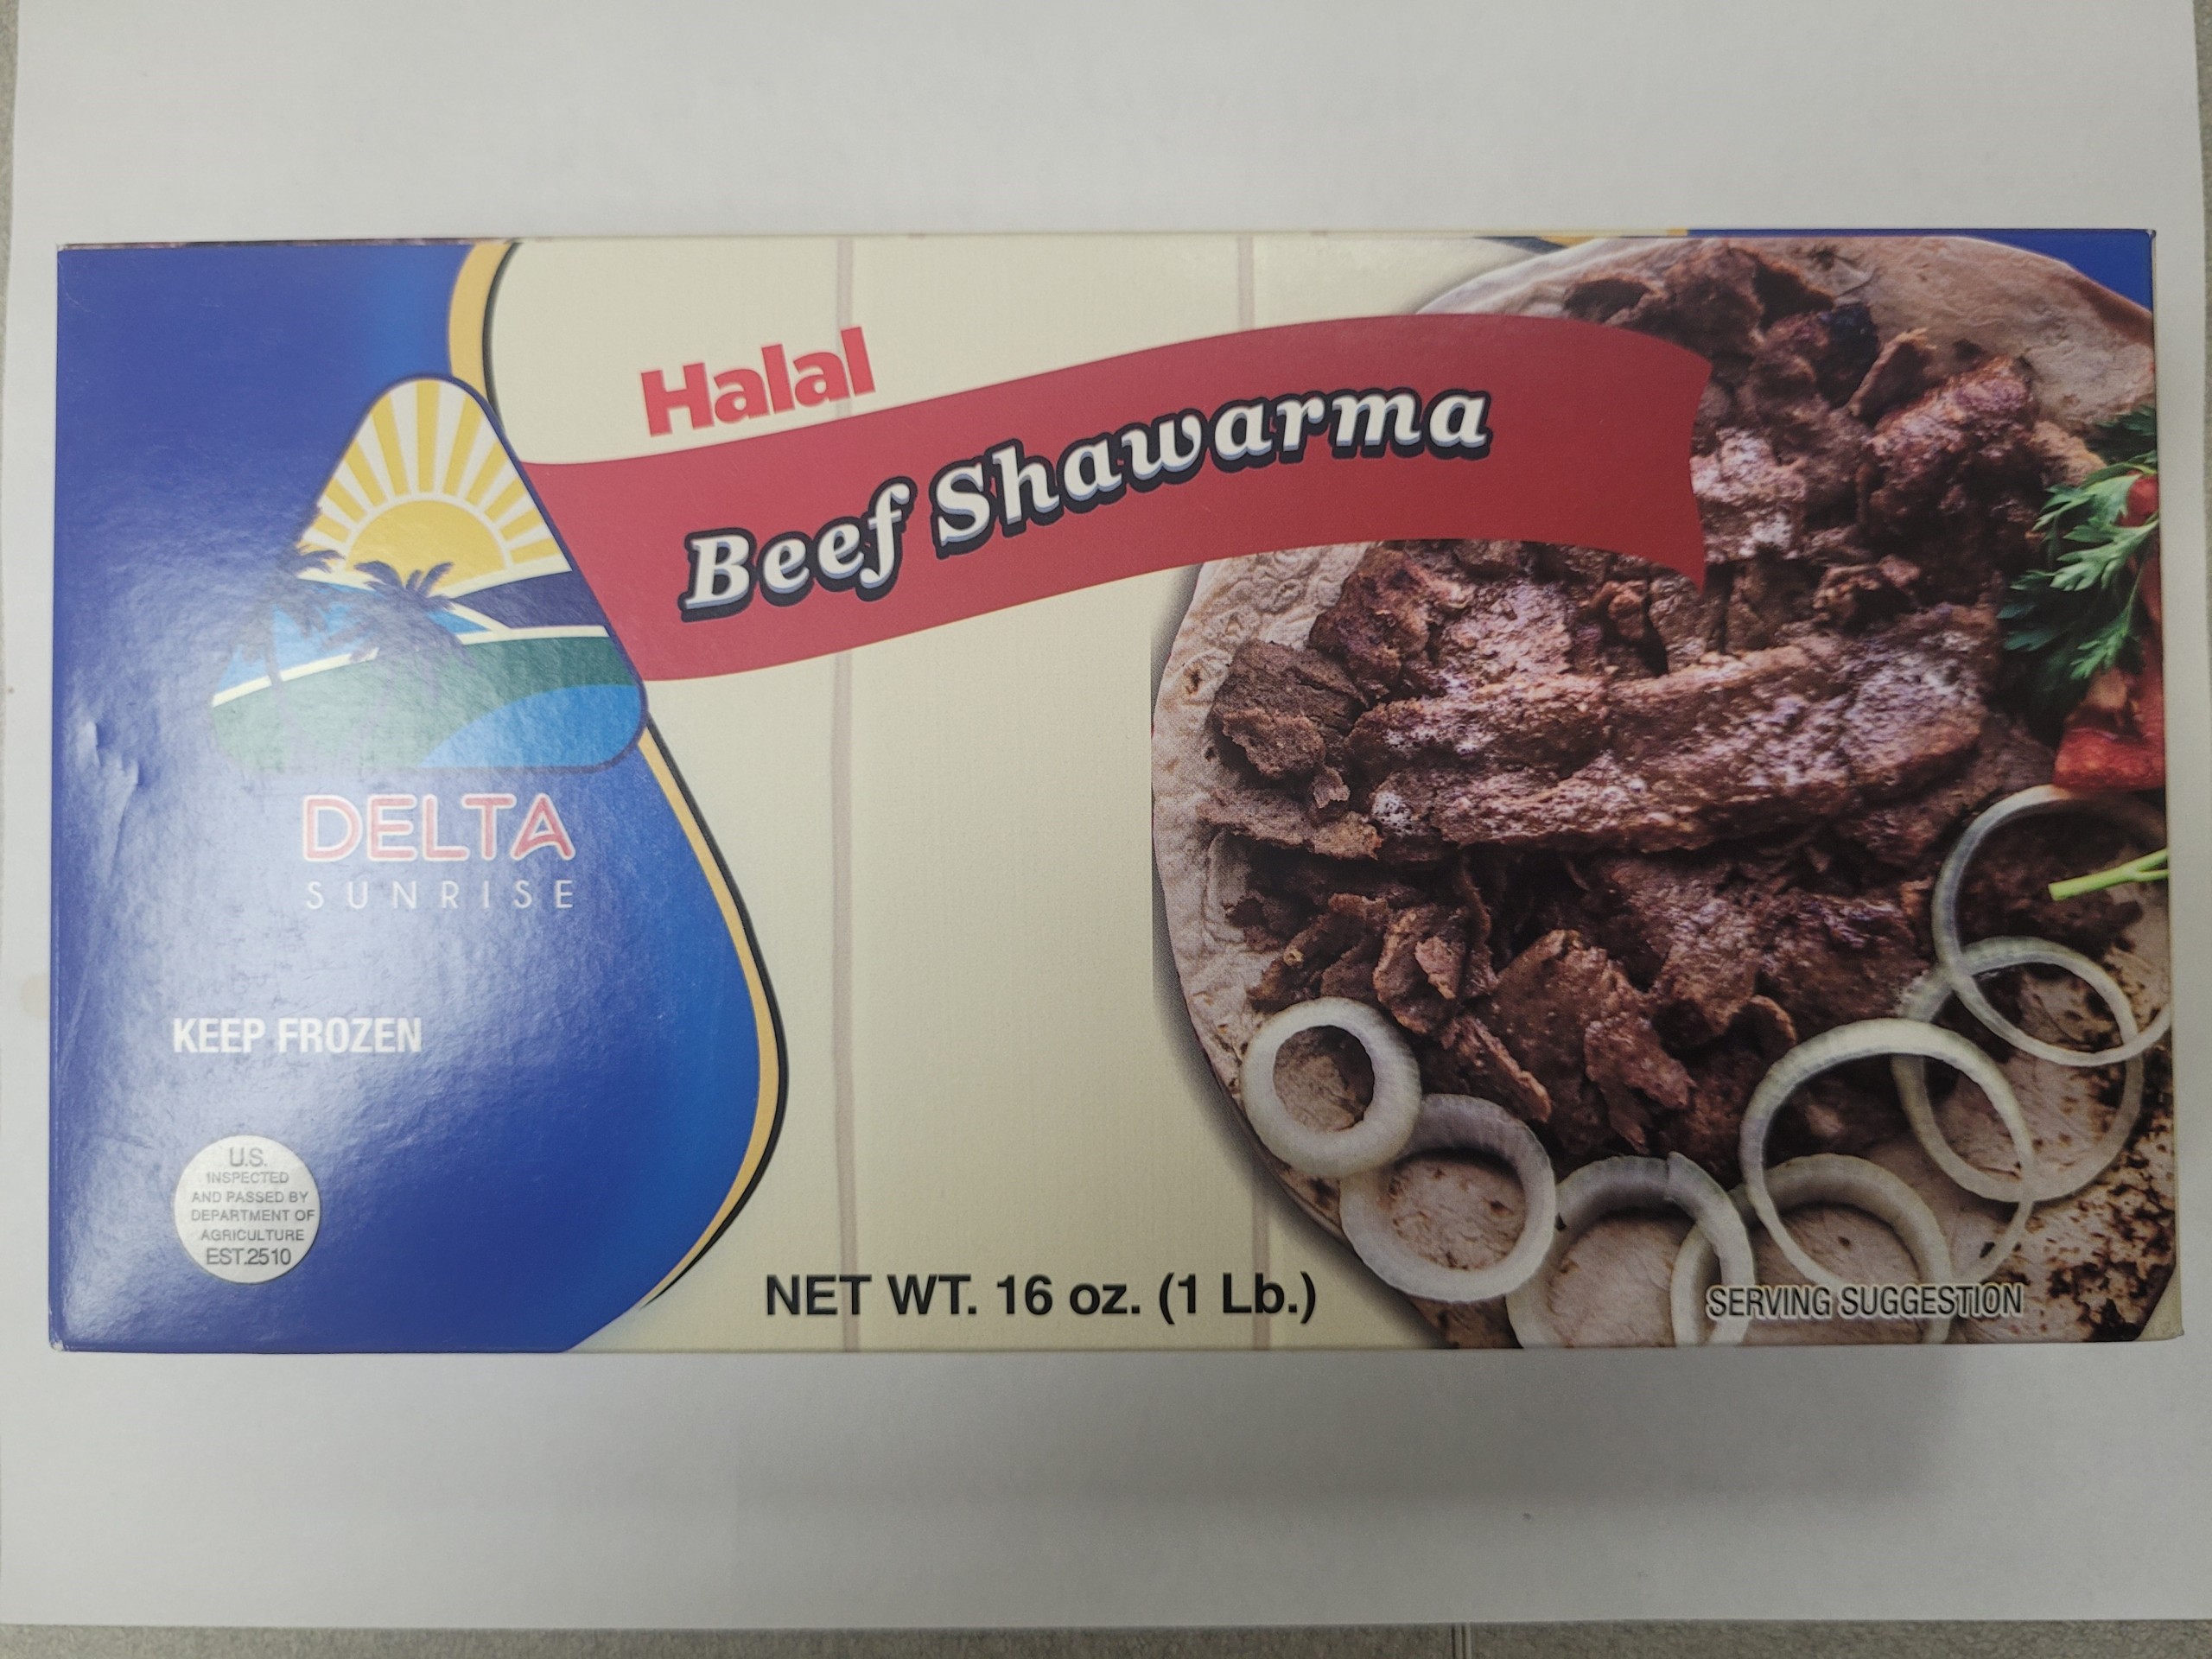 Halal
Beef Shawarma
DELTA
SUNRISE
KEEP FROZEN
U.S.
INSPECTED
AND PASSED BY
DEPARTMENT OF
AGRICULTURE
EST.2510
NET WT. 16 oz. (1 Lb.)
SERVING SUGGESTION